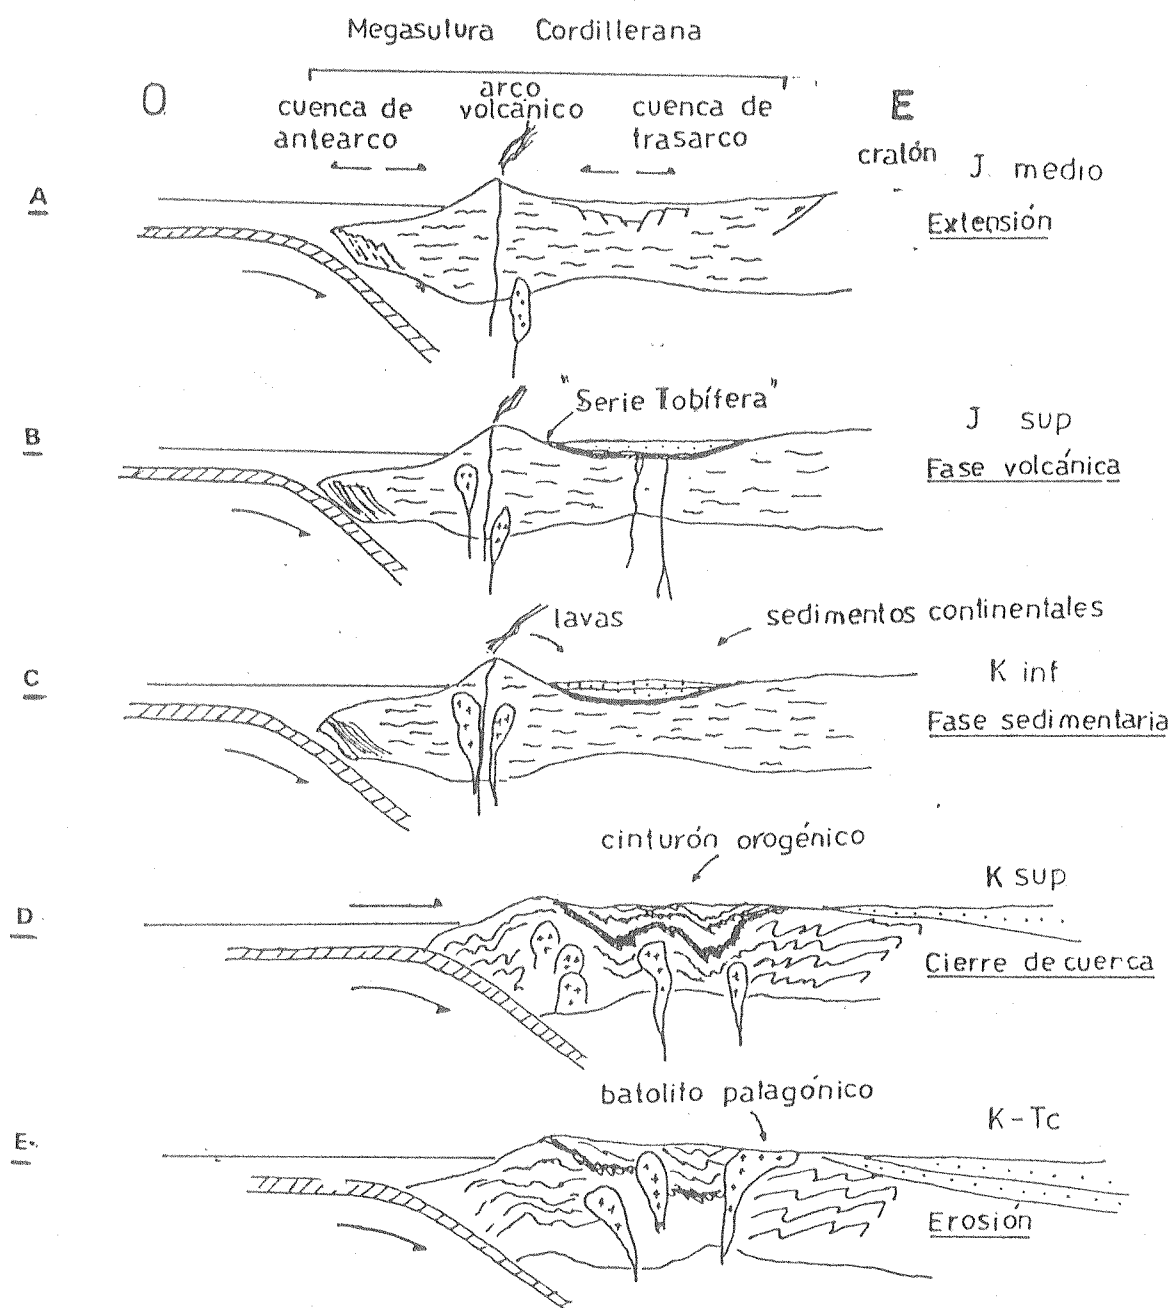 Megasutura Cordillerana
O
cuenca de antearco
arco volcánico
cuenca de trasarco
E
cratón
A
J medio
Extensión
B
"Serie Tobífera"
J sup
Fase volcánica
C
lavas
sedimentos continentales
K inf
Fase sedimentaria
D
cinturón orogénico
K sup
Cierre de cuerca
E.
batolito patagónico
K-Tc
Erosión